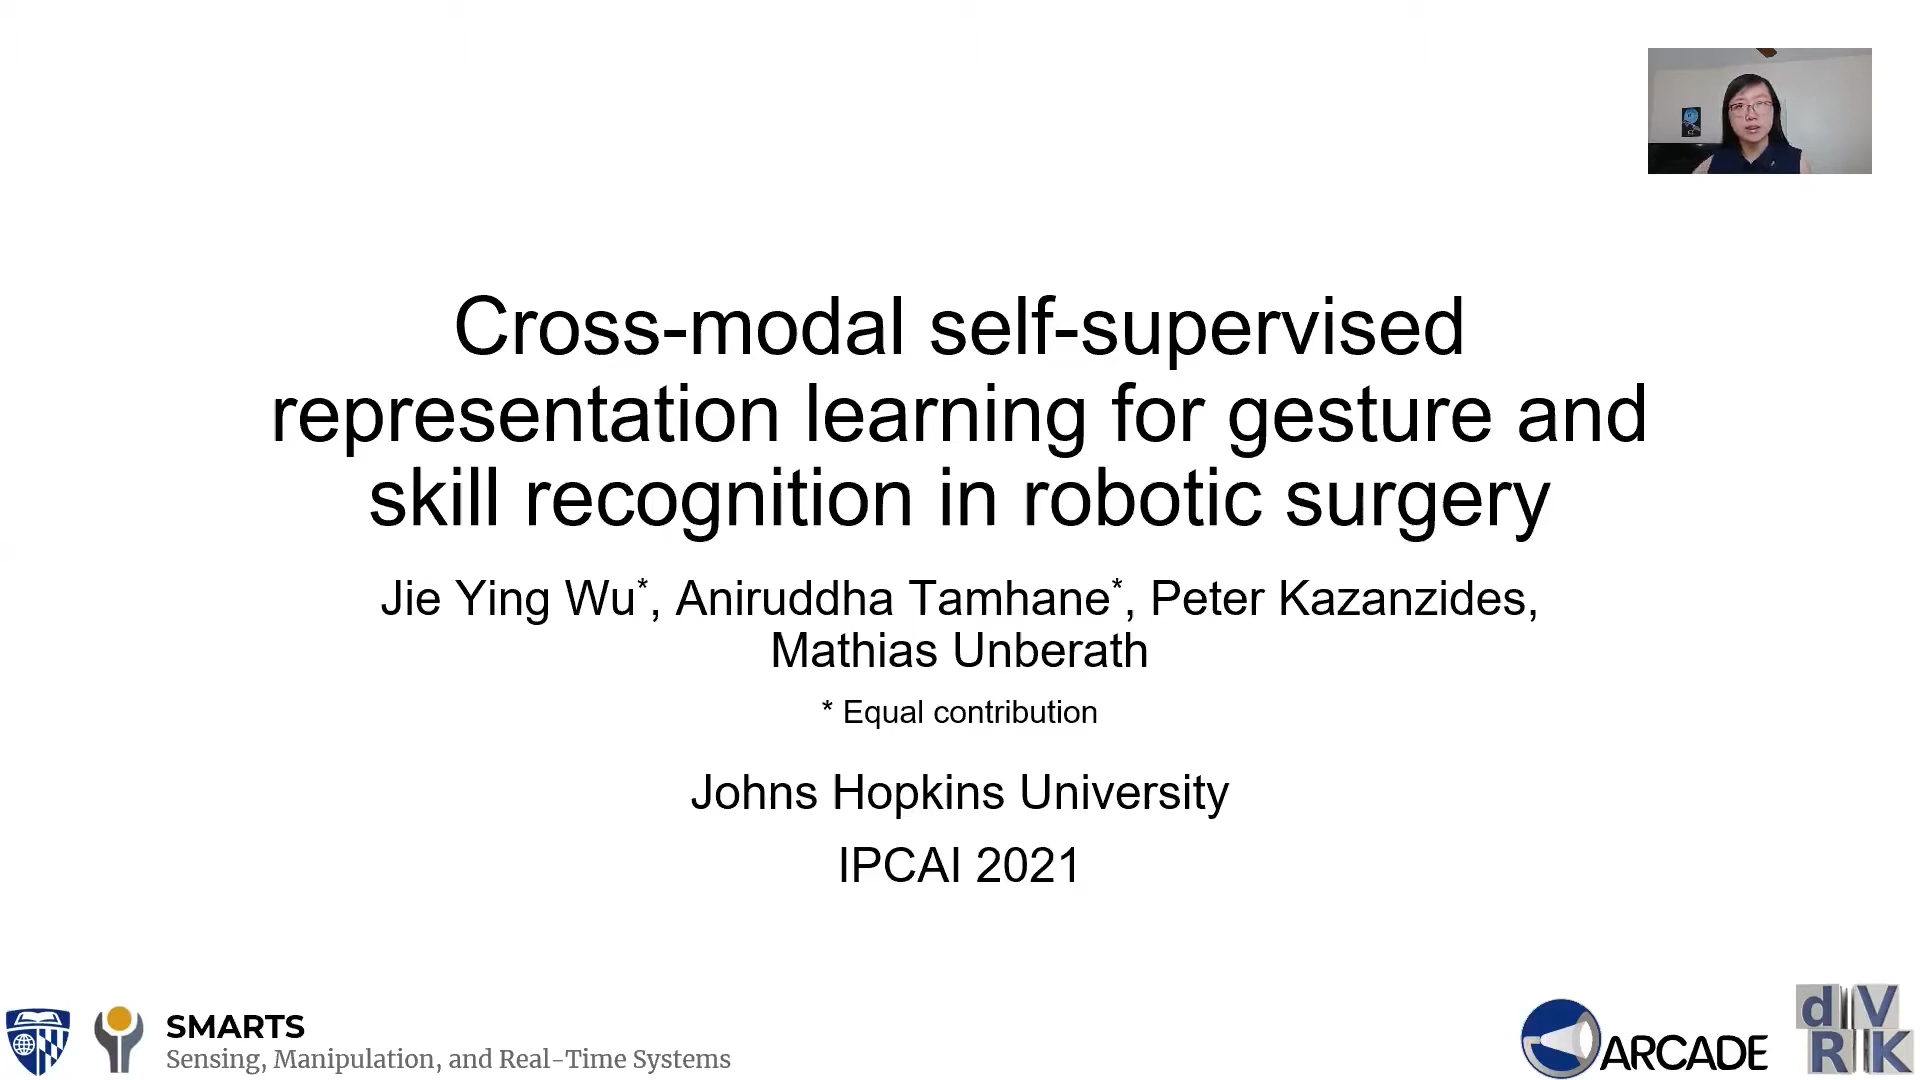 Cross-modal self-supervised
representation learning for gesture and
skill recognition in robotic surgery
Jie Ying Wu*, Aniruddha Tamhane*, Peter Kazanzides,
Mathias Unberath
* Equal contribution
Johns Hopkins University
IPCAI 2021
SMARTS
Sensing, Manipulation, and Real-Time Systems
ARCADE
dV
RK